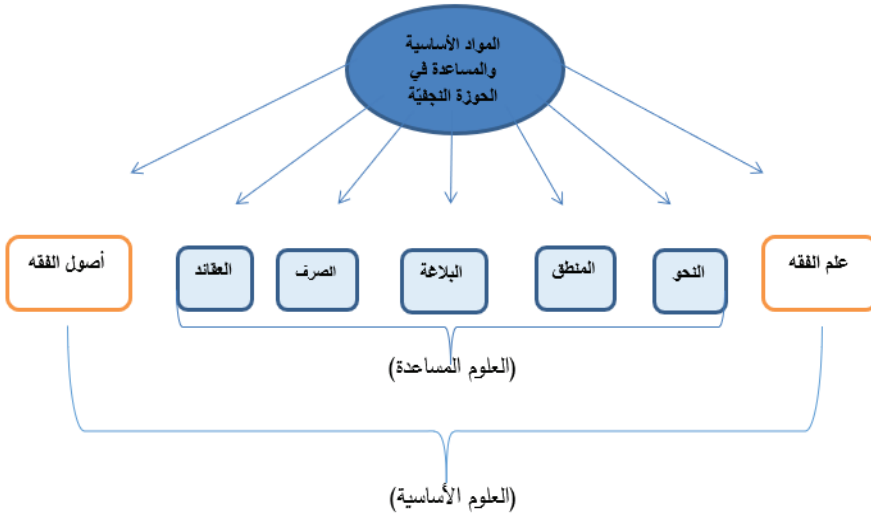 المواد الأساسية
والمساعدة في
الحوزة النجفيّة
علم الفقه
النحو
المنطق
البلاغة
الصرف
العقائد
أصول الفقه
(العلوم المساعدة)
(العلوم الأساسية)